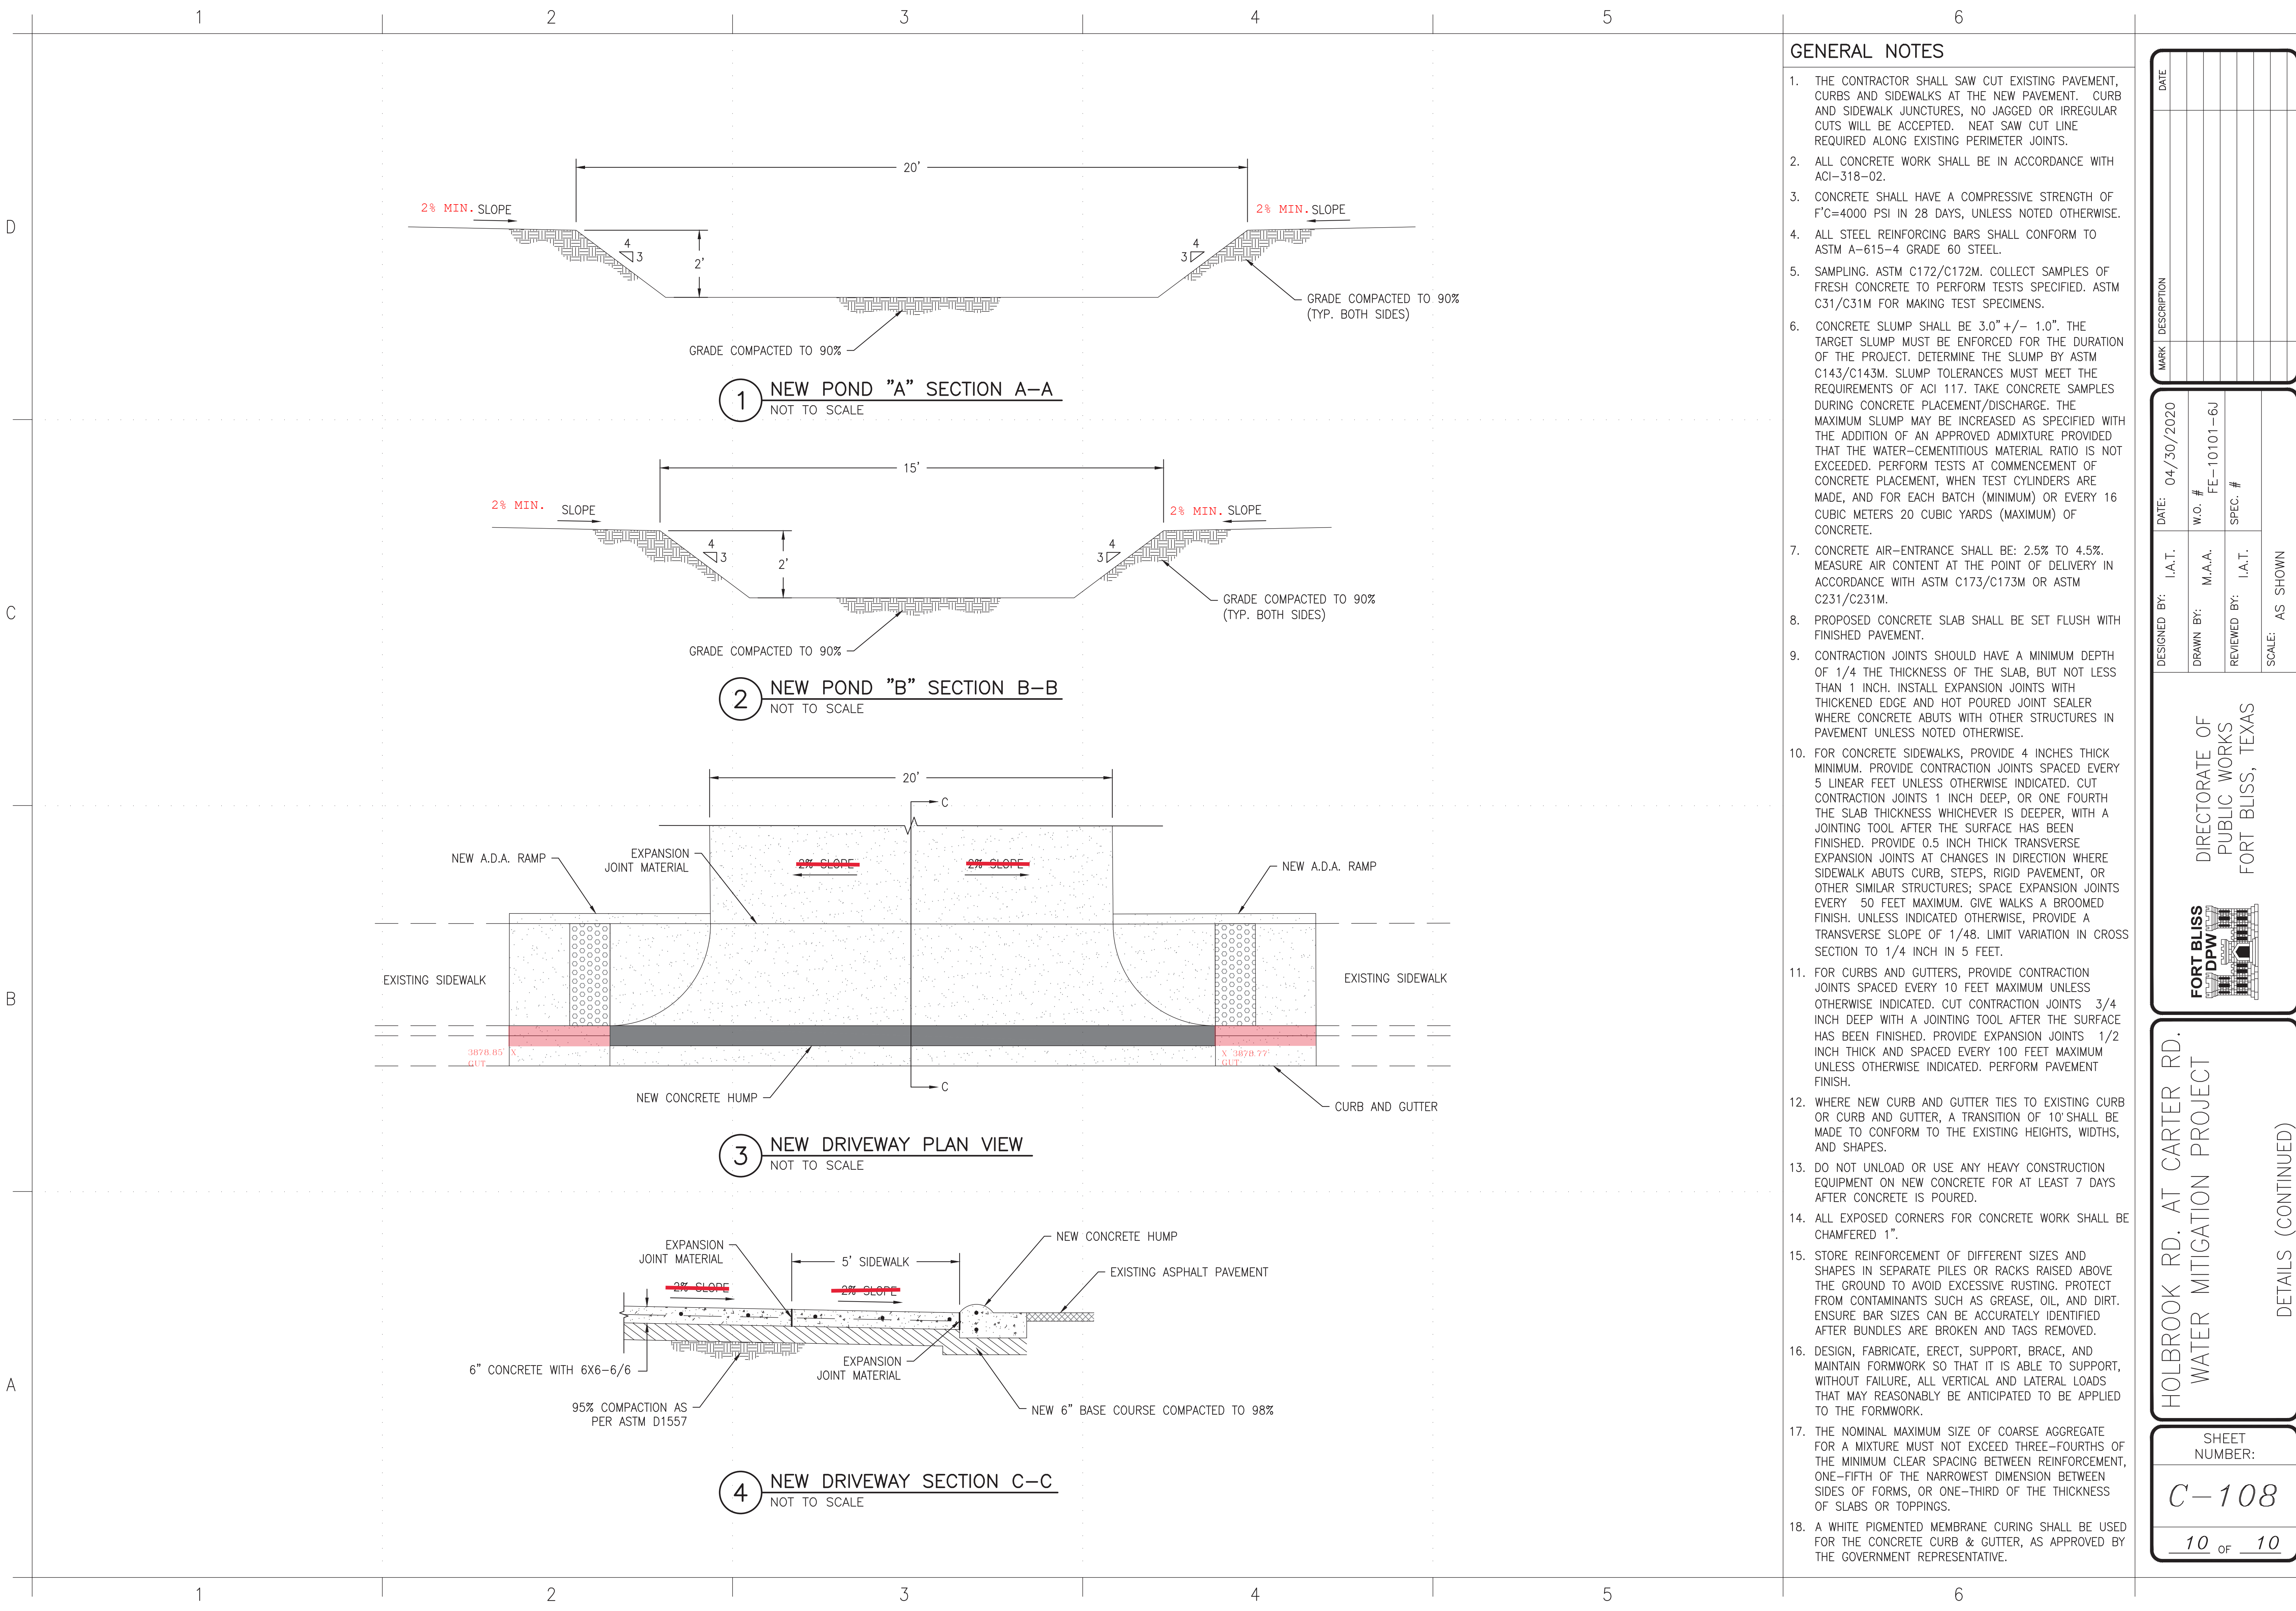 1 2 3 4 5 6
D
C
B
A
20'
2% MIN. SLOPE
2% MIN. SLOPE
4
3
2'
4
3
GRADE COMPACTED TO 90%
(TYP. BOTH SIDES)
GRADE COMPACTED TO 90%
1 NEW POND "A" SECTION A-A
NOT TO SCALE
15'
2% MIN. SLOPE
2% MIN. SLOPE
4
3
2'
4
3
GRADE COMPACTED TO 90%
(TYP. BOTH SIDES)
GRADE COMPACTED TO 90%
2 NEW POND "B" SECTION B-B
NOT TO SCALE
20'
C
NEW A.D.A. RAMP
EXPANSION
JOINT MATERIAL
2% SLOPE
2% SLOPE
NEW A.D.A. RAMP
EXISTING SIDEWALK
EXISTING SIDEWALK
3878.85' X
GUT
X 3878.77'
GUT
C
NEW CONCRETE HUMP
CURB AND GUTTER
3 NEW DRIVEWAY PLAN VIEW
NOT TO SCALE
EXPANSION
JOINT MATERIAL
5' SIDEWALK
NEW CONCRETE HUMP
EXISTING ASPHALT PAVEMENT
2% SLOPE
2% SLOPE
6" CONCRETE WITH 6X6-6/6
EXPANSION
JOINT MATERIAL
95% COMPACTION AS
PER ASTM D1557
NEW 6" BASE COURSE COMPACTED TO 98%
4 NEW DRIVEWAY SECTION C-C
NOT TO SCALE
GENERAL NOTES
1. THE CONTRACTOR SHALL SAW CUT EXISTING PAVEMENT,
CURBS AND SIDEWALKS AT THE NEW PAVEMENT. CURB
AND SIDEWALK JUNCTURES, NO JAGGED OR IRREGULAR
CUTS WILL BE ACCEPTED. NEAT SAW CUT LINE
REQUIRED ALONG EXISTING PERIMETER JOINTS.
2. ALL CONCRETE WORK SHALL BE IN ACCORDANCE WITH
ACI-318-02.
3. CONCRETE SHALL HAVE A COMPRESSIVE STRENGTH OF
F'C=4000 PSI IN 28 DAYS, UNLESS NOTED OTHERWISE.
4. ALL STEEL REINFORCING BARS SHALL CONFORM TO
ASTM A-615-4 GRADE 60 STEEL.
5. SAMPLING. ASTM C172/C172M. COLLECT SAMPLES OF
FRESH CONCRETE TO PERFORM TESTS SPECIFIED. ASTM
C31/C31M FOR MAKING TEST SPECIMENS.
6. CONCRETE SLUMP SHALL BE 3.0" +/- 1.0". THE
TARGET SLUMP MUST BE ENFORCED FOR THE DURATION
OF THE PROJECT. DETERMINE THE SLUMP BY ASTM
C143/C143M. SLUMP TOLERANCES MUST MEET THE
REQUIREMENTS OF ACI 117. TAKE CONCRETE SAMPLES
DURING CONCRETE PLACEMENT/DISCHARGE. THE
MAXIMUM SLUMP MAY BE INCREASED AS SPECIFIED WITH
THE ADDITION OF AN APPROVED ADMIXTURE PROVIDED
THAT THE WATER-CEMENTITIOUS MATERIAL RATIO IS NOT
EXCEEDED. PERFORM TESTS AT COMMENCEMENT OF
CONCRETE PLACEMENT, WHEN TEST CYLINDERS ARE
MADE, AND FOR EACH BATCH (MINIMUM) OR EVERY 16
CUBIC METERS 20 CUBIC YARDS (MAXIMUM) OF
CONCRETE.
7. CONCRETE AIR-ENTRANCE SHALL BE: 2.5% TO 4.5%.
MEASURE AIR CONTENT AT THE POINT OF DELIVERY IN
ACCORDANCE WITH ASTM C173/C173M OR ASTM
C231/C231M.
8. PROPOSED CONCRETE SLAB SHALL BE SET FLUSH WITH
FINISHED PAVEMENT.
9. CONTRACTION JOINTS SHOULD HAVE A MINIMUM DEPTH
OF 1/4 THE THICKNESS OF THE SLAB, BUT NOT LESS
THAN 1 INCH. INSTALL EXPANSION JOINTS WITH
THICKENED EDGE AND HOT POURED JOINT SEALER
WHERE CONCRETE ABUTS WITH OTHER STRUCTURES IN
PAVEMENT UNLESS NOTED OTHERWISE.
10. FOR CONCRETE SIDEWALKS, PROVIDE 4 INCHES THICK
MINIMUM. PROVIDE CONTRACTION JOINTS SPACED EVERY
5 LINEAR FEET UNLESS OTHERWISE INDICATED. CUT
CONTRACTION JOINTS 1 INCH DEEP, OR ONE FOURTH
THE SLAB THICKNESS WHICHEVER IS DEEPER, WITH A
JOINTING TOOL AFTER THE SURFACE HAS BEEN
FINISHED. PROVIDE 0.5 INCH THICK TRANSVERSE
EXPANSION JOINTS AT CHANGES IN DIRECTION WHERE
SIDEWALK ABUTS CURB, STEPS, RIGID PAVEMENT, OR
OTHER SIMILAR STRUCTURES; SPACE EXPANSION JOINTS
EVERY 50 FEET MAXIMUM. GIVE WALKS A BROOMED
FINISH. UNLESS INDICATED OTHERWISE, PROVIDE A
TRANSVERSE SLOPE OF 1/48. LIMIT VARIATION IN CROSS
SECTION TO 1/4 INCH IN 5 FEET.
11. FOR CURBS AND GUTTERS, PROVIDE CONTRACTION
JOINTS SPACED EVERY 10 FEET MAXIMUM UNLESS
OTHERWISE INDICATED. CUT CONTRACTION JOINTS 3/4
INCH DEEP WITH A JOINTING TOOL AFTER THE SURFACE
HAS BEEN FINISHED. PROVIDE EXPANSION JOINTS 1/2
INCH THICK AND SPACED EVERY 100 FEET MAXIMUM
UNLESS OTHERWISE INDICATED. PERFORM PAVEMENT
FINISH.
12. WHERE NEW CURB AND GUTTER TIES TO EXISTING CURB
OR CURB AND GUTTER, A TRANSITION OF 10' SHALL BE
MADE TO CONFORM TO THE EXISTING HEIGHTS, WIDTHS,
AND SHAPES.
13. DO NOT UNLOAD OR USE ANY HEAVY CONSTRUCTION
EQUIPMENT ON NEW CONCRETE FOR AT LEAST 7 DAYS
AFTER CONCRETE IS POURED.
14. ALL EXPOSED CORNERS FOR CONCRETE WORK SHALL BE
CHAMFERED 1".
15. STORE REINFORCEMENT OF DIFFERENT SIZES AND
SHAPES IN SEPARATE PILES OR RACKS RAISED ABOVE
THE GROUND TO AVOID EXCESSIVE RUSTING. PROTECT
FROM CONTAMINANTS SUCH AS GREASE, OIL, AND DIRT.
ENSURE BAR SIZES CAN BE ACCURATELY IDENTIFIED
AFTER BUNDLES ARE BROKEN AND TAGS REMOVED.
16. DESIGN, FABRICATE, ERECT, SUPPORT, BRACE, AND
MAINTAIN FORMWORK SO THAT IT IS ABLE TO SUPPORT,
WITHOUT FAILURE, ALL VERTICAL AND LATERAL LOADS
THAT MAY REASONABLY BE ANTICIPATED TO BE APPLIED
TO THE FORMWORK.
17. THE NOMINAL MAXIMUM SIZE OF COARSE AGGREGATE
FOR A MIXTURE MUST NOT EXCEED THREE-FOURTHS OF
THE MINIMUM CLEAR SPACING BETWEEN REINFORCEMENT,
ONE-FIFTH OF THE NARROWEST DIMENSION BETWEEN
SIDES OF FORMS, OR ONE-THIRD OF THE THICKNESS
OF SLABS OR TOPPINGS.
18. A WHITE PIGMENTED MEMBRANE CURING SHALL BE USED
FOR THE CONCRETE CURB & GUTTER, AS APPROVED BY
THE GOVERNMENT REPRESENTATIVE.
MARK DESCRIPTION DATE
DESIGNED BY: I.A.T. DATE: 04/30/2020
DRAWN BY: M.A.A. W.O. # FE-10101-6J
REVIEWED BY: I.A.T. SPEC. #
SCALE: AS SHOWN
DIRECTORATE OF
PUBLIC WORKS
FORT BLISS, TEXAS
FORT BLISS
DPW
HOLBROOK RD. AT CARTER RD.
WATER MITIGATION PROJECT
DETAILS (CONTINUED)
SHEET
NUMBER:
C-108
10 OF 10
1 2 3 4 5 6